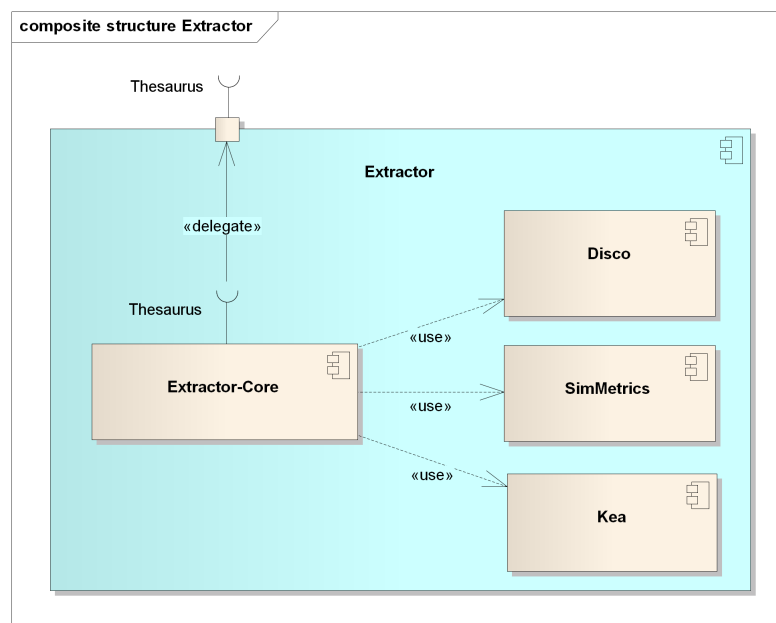 composite structure Extractor
Thesaurus
Extractor
«delegate»
Disco
Thesaurus
«use»
Extractor-Core
SimMetrics
«use»
«use»
Kea